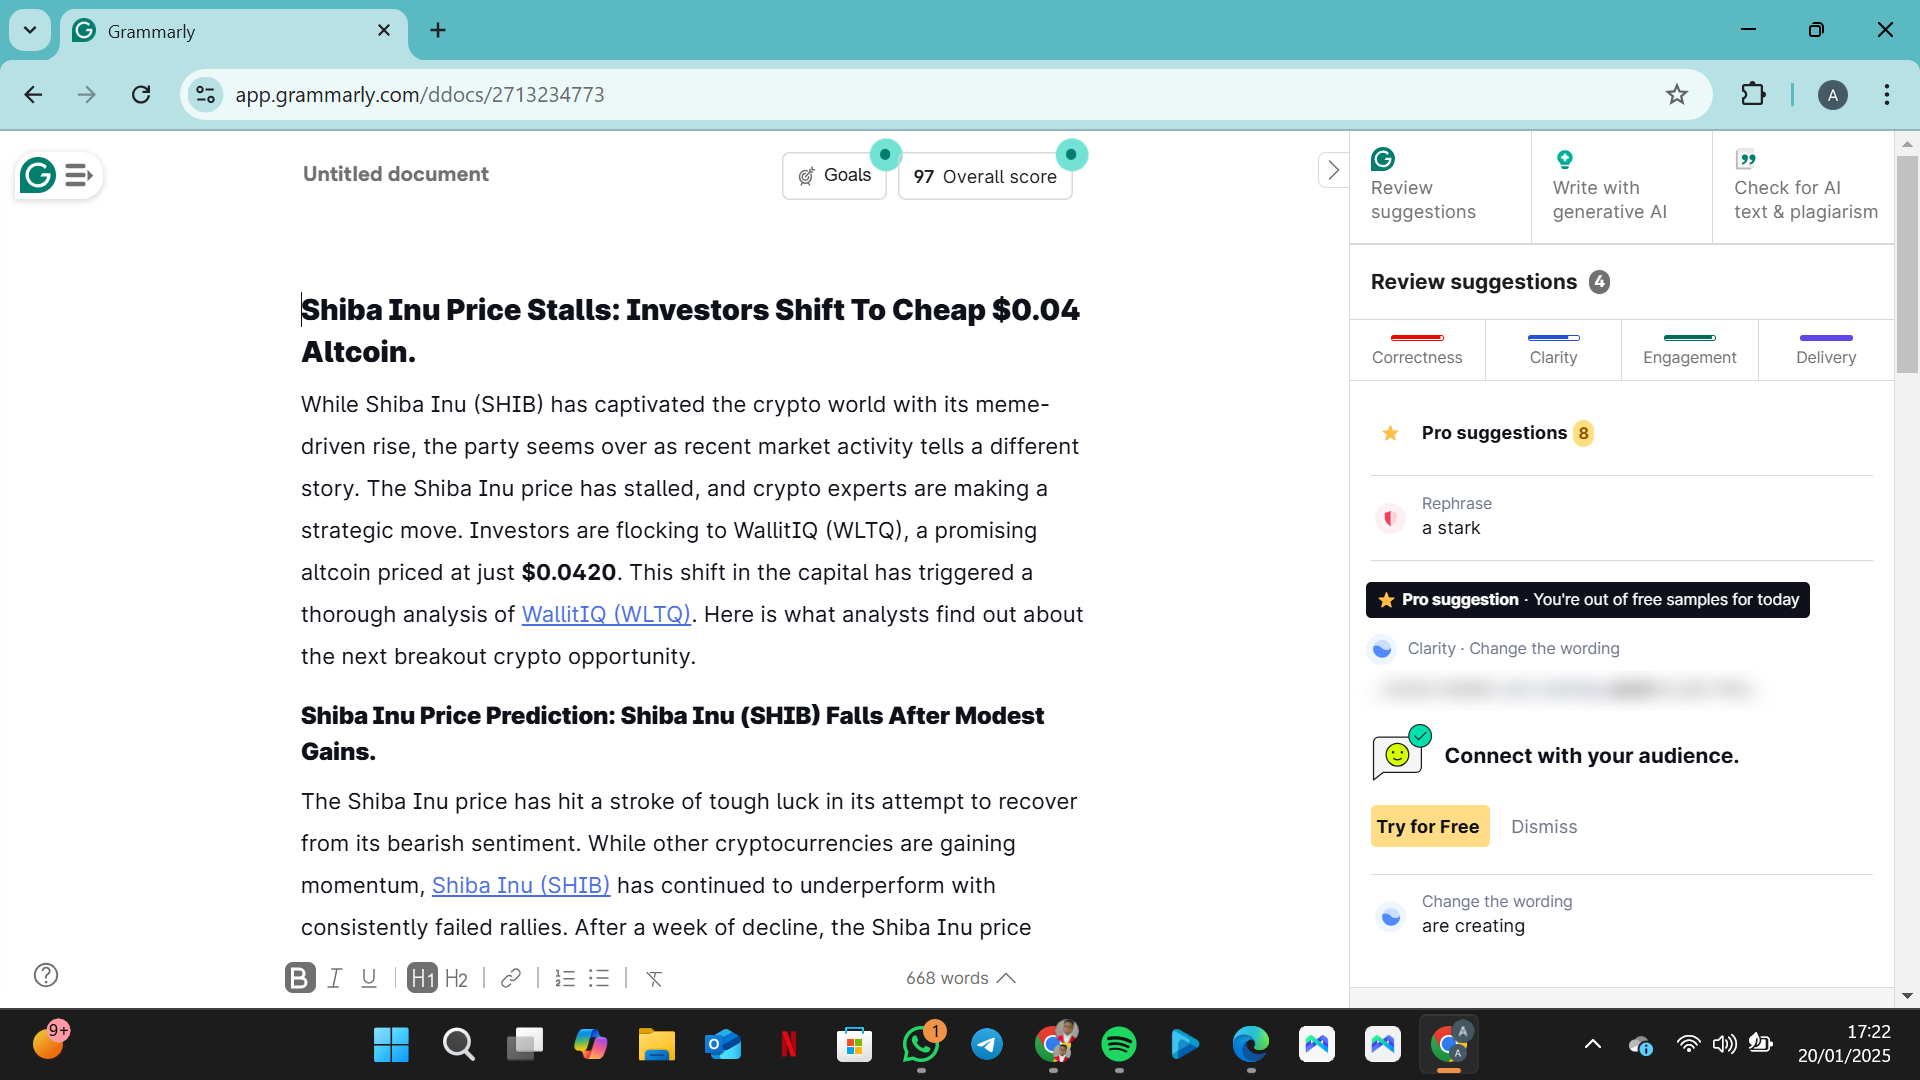 Grammarly
app.grammarly.com/ddocs/2713234773
A
Untitled document
Goals
97 Overall score
Review
suggestions
Write with
generative AI
Check for AI
text & plagiarism
Shiba Inu Price Stalls: Investors Shift To Cheap $0.04
Altcoin.
While Shiba Inu (SHIB) has captivated the crypto world with its meme-
driven rise, the party seems over as recent market activity tells a different
story. The Shiba Inu price has stalled, and crypto experts are making a
strategic move. Investors are flocking to WallitIQ (WLTQ), a promising
altcoin priced at just $0.0420. This shift in the capital has triggered a
thorough analysis of WallitIQ (WLTQ). Here is what analysts find out about
the next breakout crypto opportunity.
Shiba Inu Price Prediction: Shiba Inu (SHIB) Falls After Modest
Gains.
The Shiba Inu price has hit a stroke of tough luck in its attempt to recover
from its bearish sentiment. While other cryptocurrencies are gaining
momentum, Shiba Inu (SHIB) has continued to underperform with
consistently failed rallies. After a week of decline, the Shiba Inu price
B I U H1 H2
668 words
Review suggestions 4
Correctness
Clarity
Engagement
Delivery
Pro suggestions 8
Rephrase
a stark
Pro suggestion · You're out of free samples for today
Clarity · Change the wording
Connect with your audience.
Try for Free
Dismiss
Change the wording
are creating
9+
1
A
A
17:22
20/01/2025